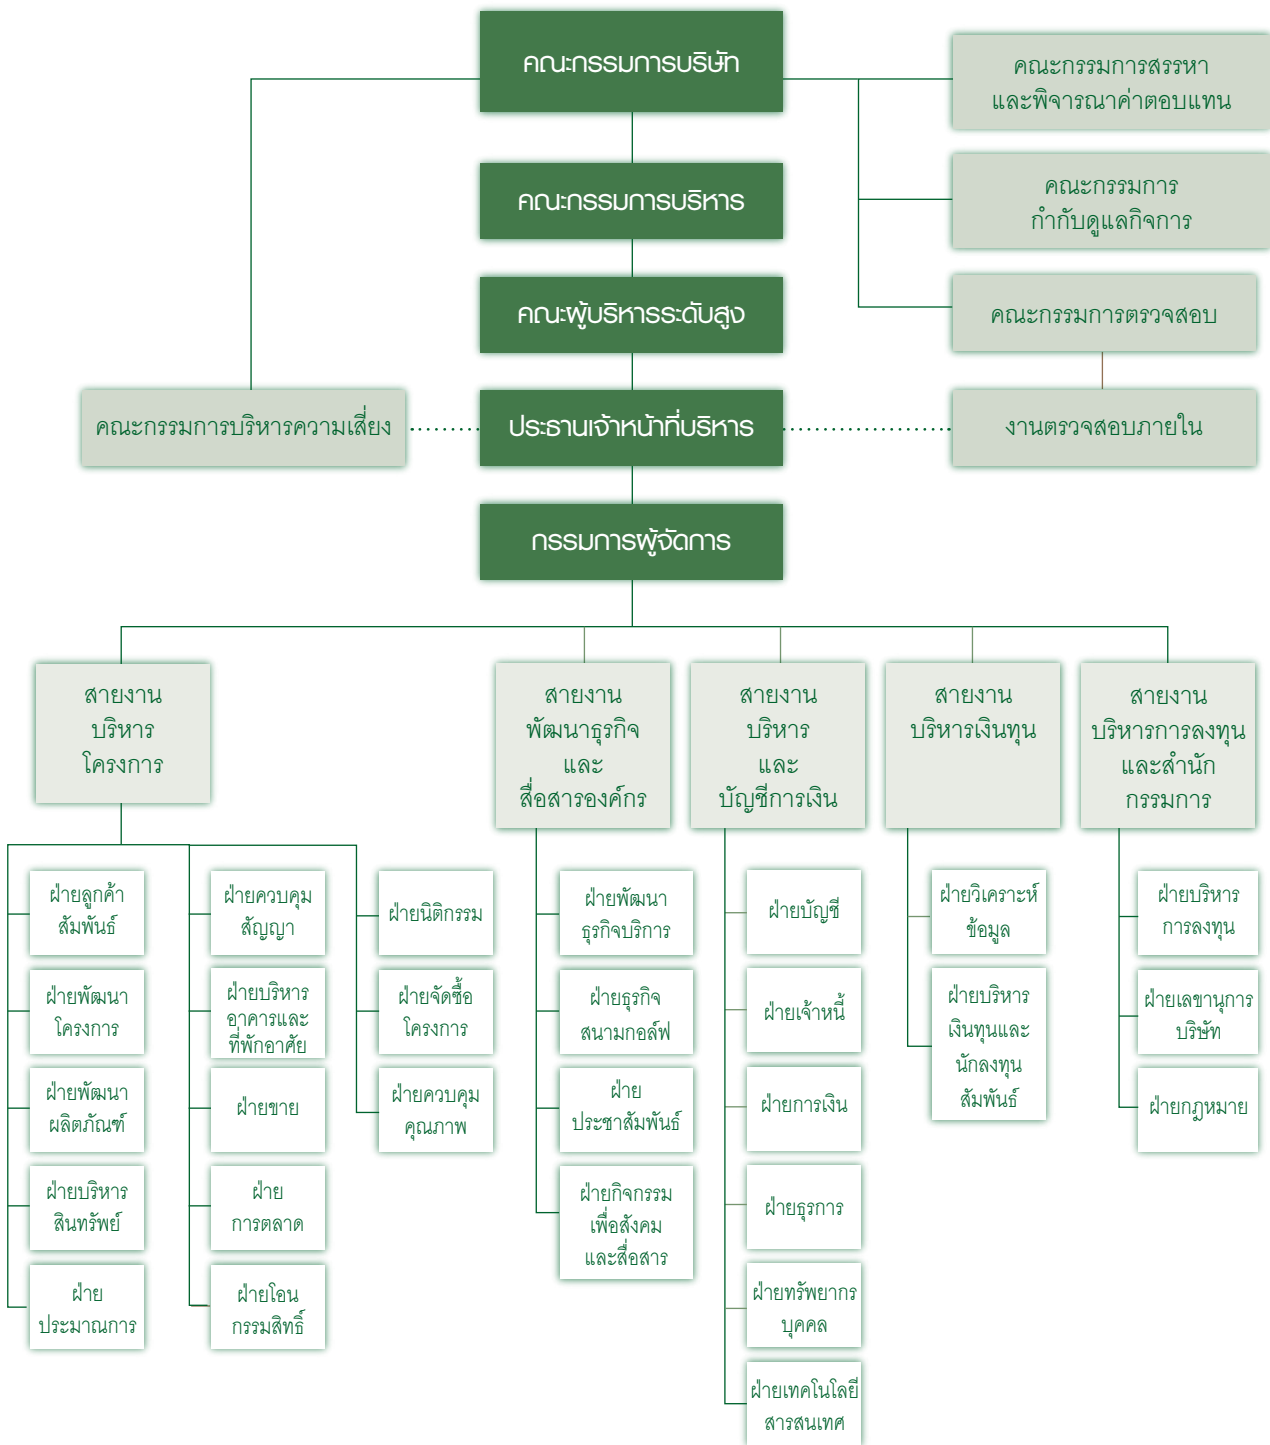 คณะกรรมการบริษัท
คณะกรรมการสรรหา
และพิจารณาค่าตอบแทน
คณะกรรมการบริหาร
คณะกรรมการ
กำกับดูแลกิจการ
คณะผู้บริหารระดับสูง
คณะกรรมการตรวจสอบ
คณะกรรมการบริหารความเสี่ยง
ประธานเจ้าหน้าที่บริหาร
งานตรวจสอบภายใน
กรรมการผู้จัดการ
สายงาน
บริหาร
โครงการ
สายงาน
พัฒนาธุรกิจ
และ
สื่อสารองค์กร
สายงาน
บริหาร
และ
บัญชีการเงิน
สายงาน
บริหารเงินทุน
สายงาน
บริหารการลงทุน
และสำนัก
กรรมการ
ฝ่ายลูกค้า
สัมพันธ์
ฝ่ายพัฒนา
โครงการ
ฝ่ายพัฒนา
ผลิตภัณฑ์
ฝ่ายบริหาร
สินทรัพย์
ฝ่าย
ประมาณการ
ฝ่ายควบคุม
สัญญา
ฝ่ายบริหาร
อาคารและ
ที่พักอาศัย
ฝ่ายขาย
ฝ่าย
การตลาด
ฝ่ายโอน
กรรมสิทธิ์
ฝ่ายนิติกรรม
ฝ่ายจัดซื้อ
โครงการ
ฝ่ายควบคุม
คุณภาพ
ฝ่ายพัฒนา
ธุรกิจบริการ
ฝ่ายธุรกิจ
สนามกอล์ฟ
ฝ่าย
ประชาสัมพันธ์
ฝ่ายกิจกรรม
เพื่อสังคม
และสื่อสาร
ฝ่ายบัญชี
ฝ่ายเจ้าหนี้
ฝ่ายการเงิน
ฝ่ายธุรการ
ฝ่ายทรัพยากร
บุคคล
ฝ่ายเทคโนโลยี
สารสนเทศ
ฝ่ายวิเคราะห์
ข้อมูล
ฝ่ายบริหาร
เงินทุนและ
นักลงทุน
สัมพันธ์
ฝ่ายบริหาร
การลงทุน
ฝ่ายเลขานุการ
บริษัท
ฝ่ายกฎหมาย